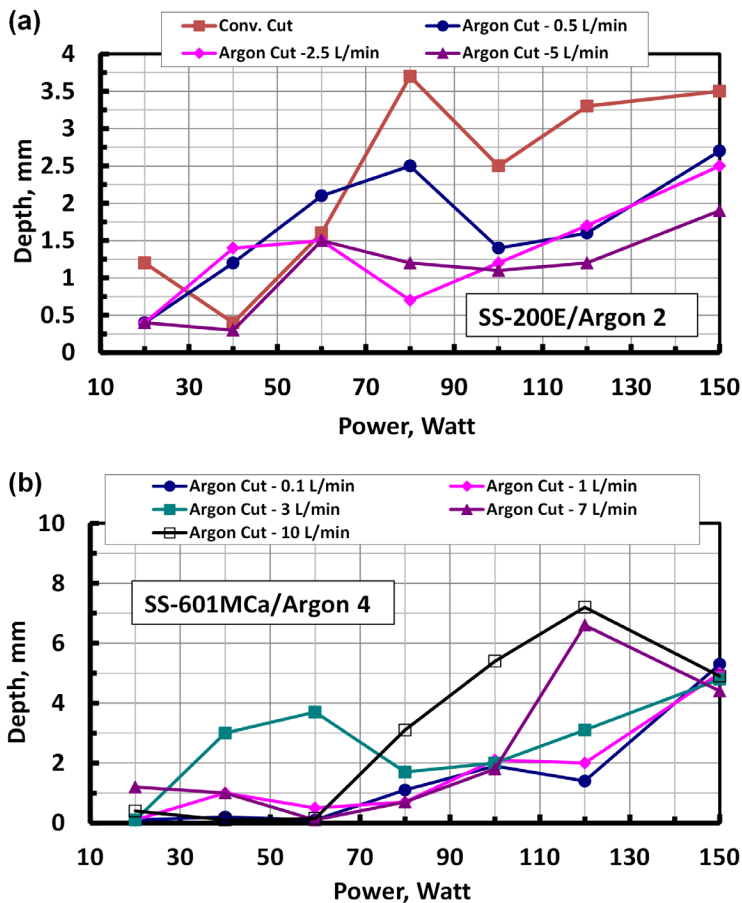 (a)
Conv. Cut
Argon Cut - 0.5 L/min
Argon Cut -2.5 L/min
Argon Cut -5 L/min
4
3.5
3
2.5
2
1.5
1
0.5
0
Depth, mm
SS-200E/Argon 2
10 30 50 70 90 110 130 150
Power, Watt
(b)
Argon Cut - 0.1 L/min
Argon Cut - 1 L/min
Argon Cut - 3 L/min
Argon Cut - 7 L/min
Argon Cut - 10 L/min
10
8
6
4
2
0
Depth, mm
SS-601MCa/Argon 4
10 30 50 70 90 110 130 150
Power, Watt